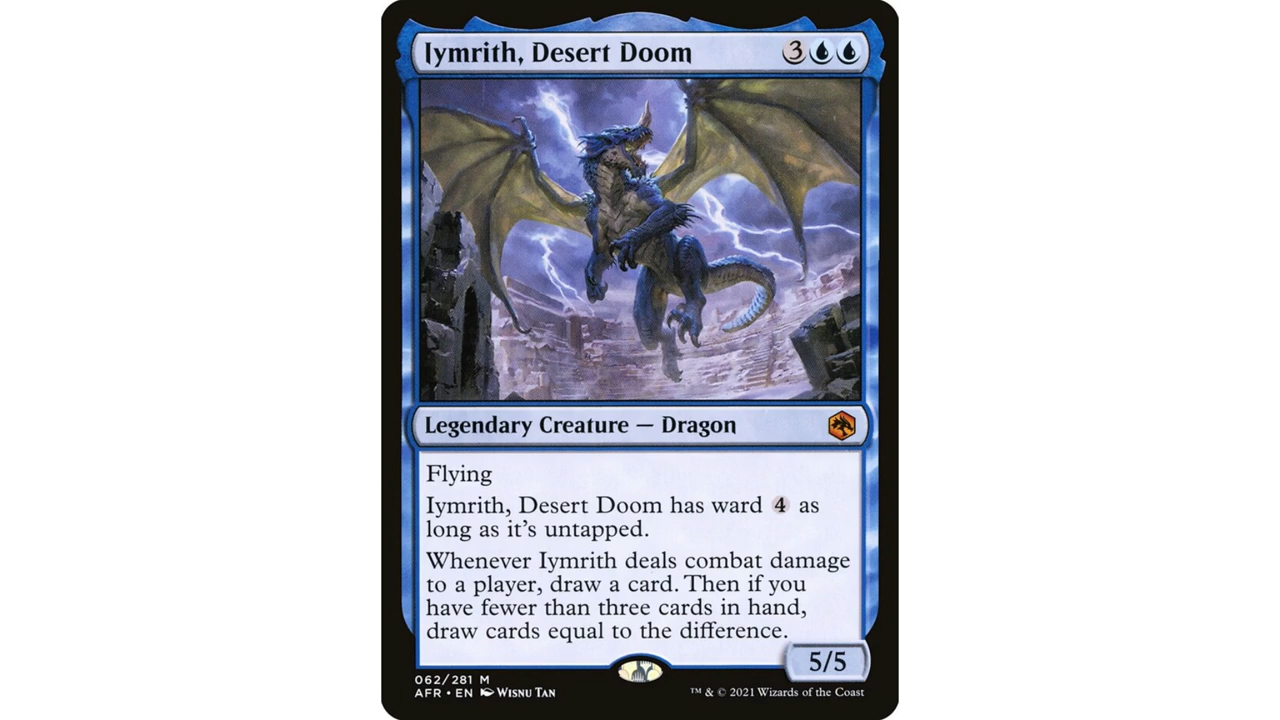 Iymrith, Desert Doom 3
Legendary Creature — Dragon
Flying
Iymrith, Desert Doom has ward 4 as
long as it's untapped.
Whenever Iymrith deals combat damage
to a player, draw a card. Then if you
have fewer than three cards in hand,
draw cards equal to the difference.
5/5
062/281 M
AFR • EN Wisnu Tan
™ & © 2021 Wizards of the Coast